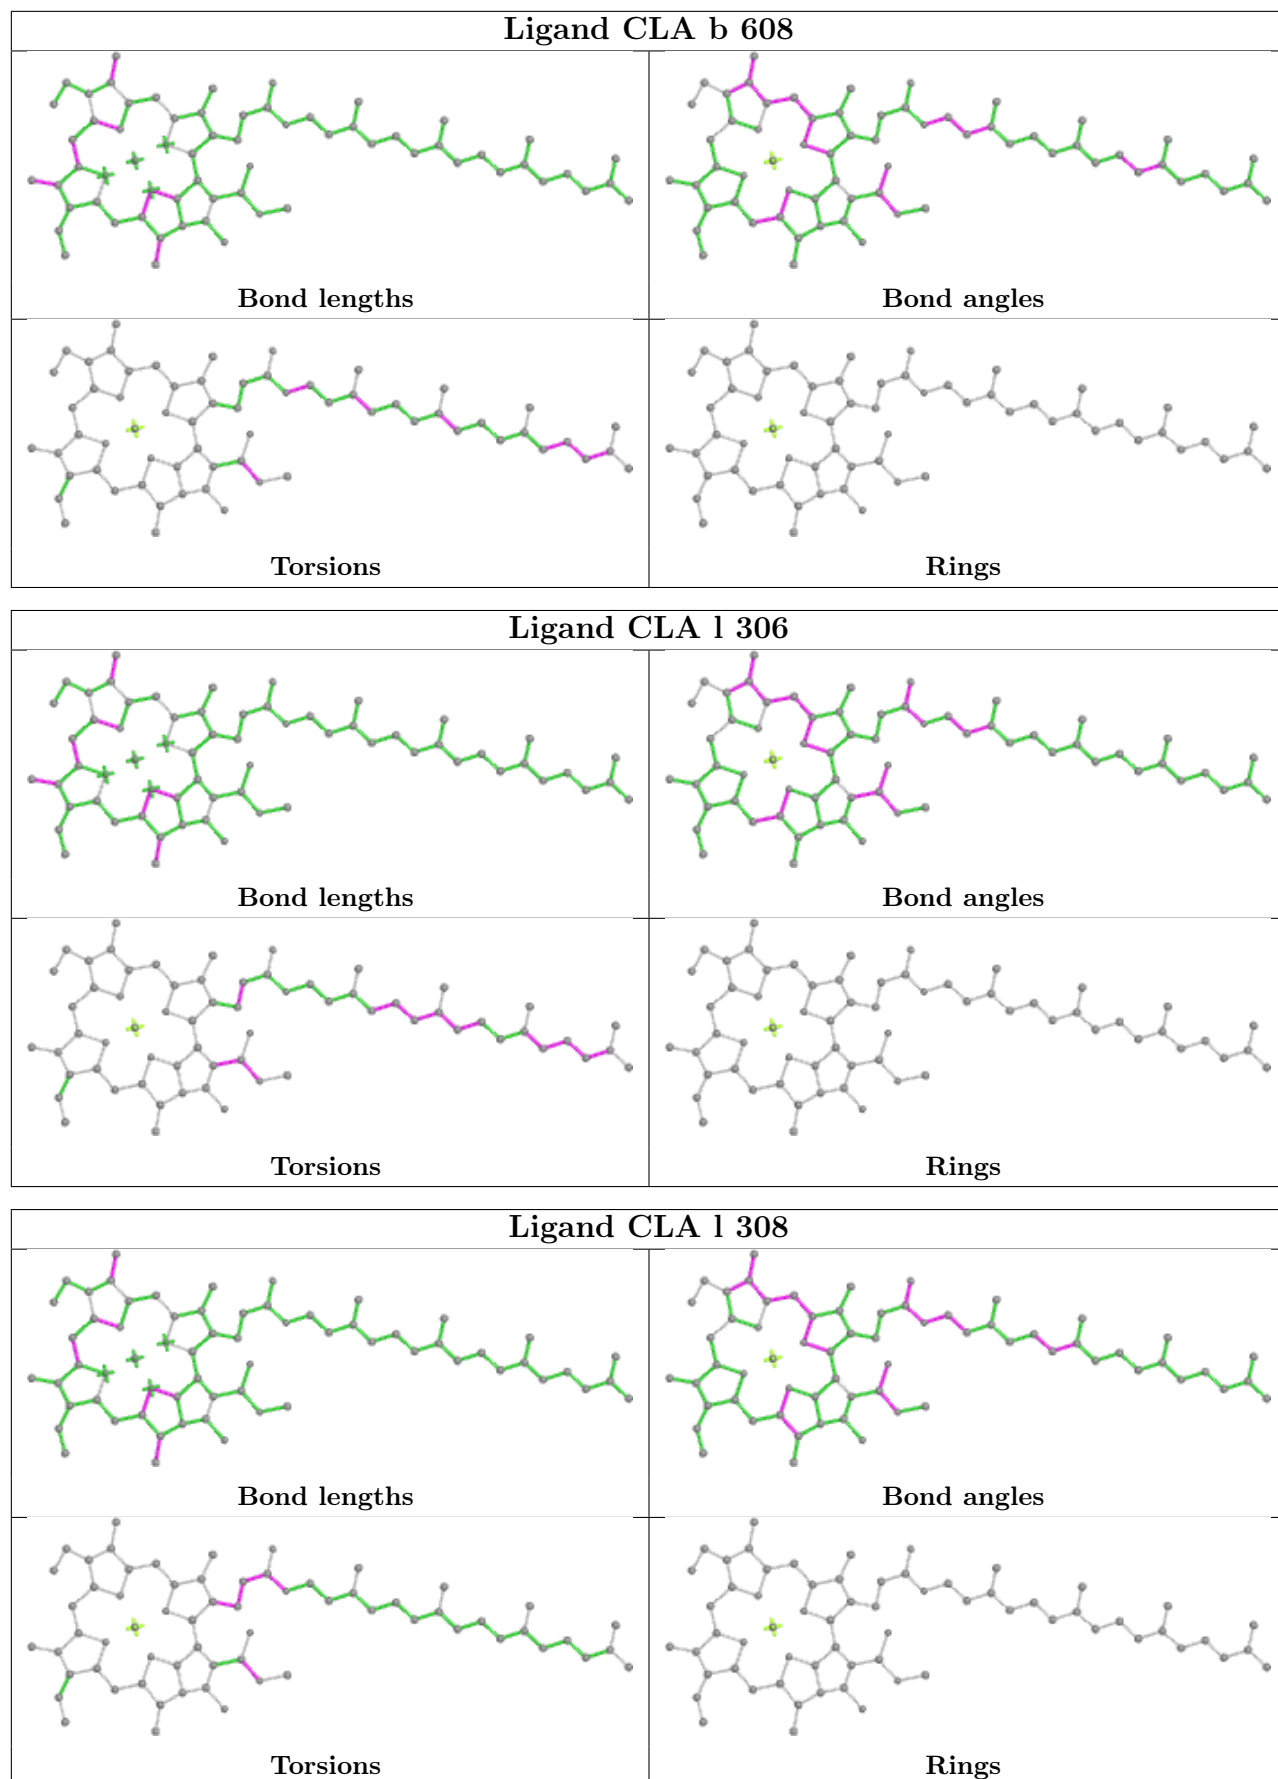 Ligand CLA b 608
Bond lengths
Bond angles
Torsions
Rings
Ligand CLA l 306
Bond lengths
Bond angles
Torsions
Rings
Ligand CLA l 308
Bond lengths
Bond angles
Torsions
Rings